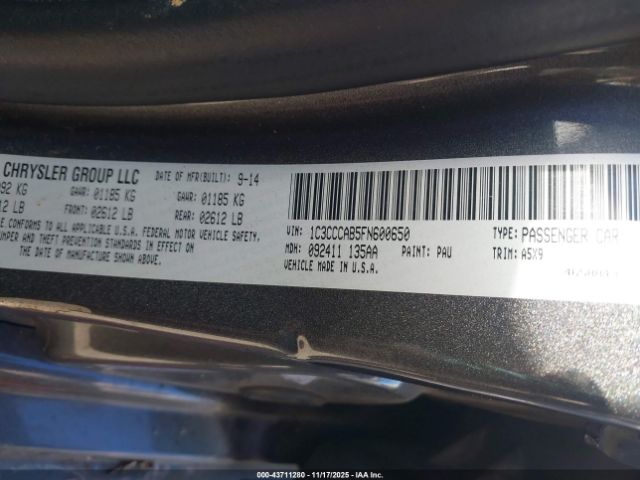 CHRYSLER GROUP LLC DATE OF MFR(BUILT): 9-14
GAWR: 01185 KG GAWR: 01185 KG
FRONT: 02612 LB REAR: 02612 LB
CONFORMS TO ALL APPLICABLE U.S.A. FEDERAL MOTOR VEHICLE SAFETY,
AND THEFT PREVENTION STANDARDS IN EFFECT ON
THE DATE OF MANUFACTURE SHOWN ABOVE.
VIN: 1C3CCCAB5FN600650 TYPE: PASSENGER CAR
MDH: 092411 135AA PAINT: PAU TRIM: A5X9
VEHICLE MADE IN U.S.A.
000-43711280 - 11/17/2025 - IAAI.COM